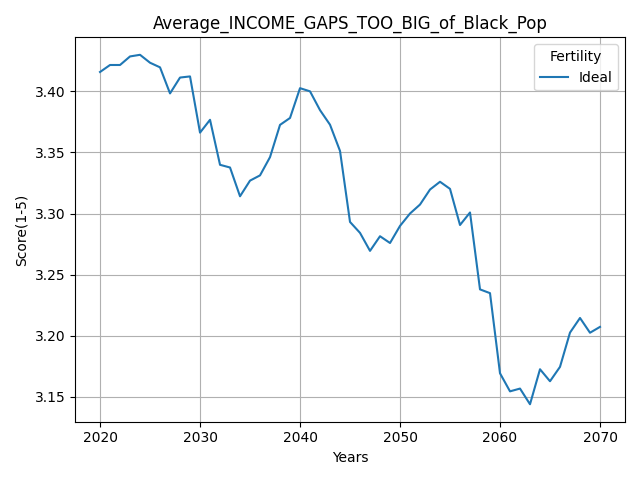 Average_INCOME_GAPS_TOO_BIG_of_Black_Pop
Fertility
Ideal
Score(1-5)
3.40
3.35
3.30
3.25
3.20
3.15
2020 2030 2040 2050 2060 2070
Years